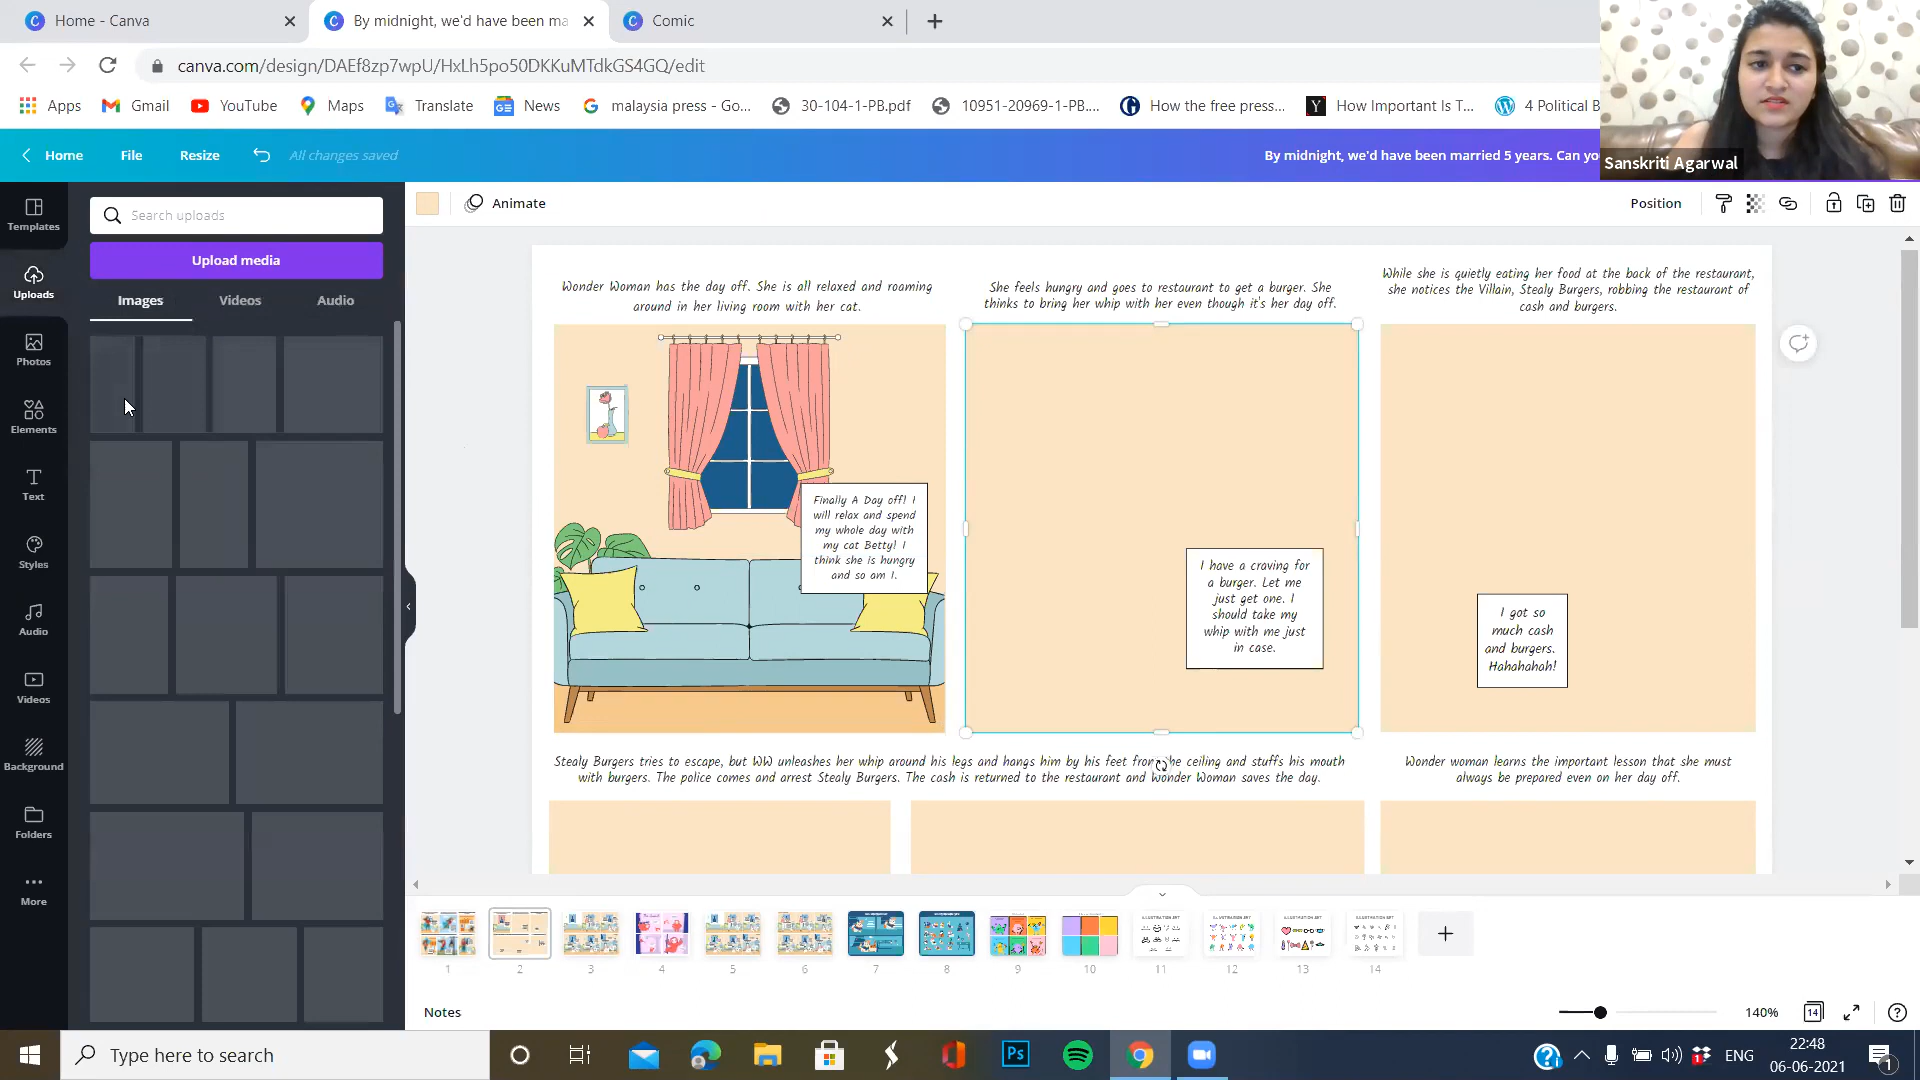 Home - Canva
By midnight, we'd have been ma
Comic
canva.com/design/DAEf8zp7wpU/HxLh5po50DKKuMTdkGS4GQ/edit
Apps
Gmail
YouTube
Maps
Translate
News
malaysia press - Go...
30-104-1-PB.pdf
10951-20969-1-PB....
How the free press...
How Important Is T...
4 Political B
Sanskriti Agarwal
Home
File
Resize
All changes saved
By midnight, we'd have been married 5 years. Can yo
Templates
Uploads
Photos
Elements
Text
Styles
Audio
Videos
Background
Folders
More
Search uploads
Upload media
Images
Videos
Audio
Animate
Position
Wonder Woman has the day off. She is all relaxed and roaming
around in her living room with her cat.
She feels hungry and goes to restaurant to get a burger. She
thinks to bring her whip with her even though it's her day off.
While she is quietly eating her food at the back of the restaurant,
she notices the Villain, Stealy Burgers, robbing the restaurant of
cash and burgers.
Finally A Day off! I
will relax and spend
my whole day with
my cat Betty! I
think she is hungry
and so am I.
I have a craving for
a burger. Let me
just get one. I
should take my
whip with me just
in case.
I got so
much cash
and burgers.
Hahahahah!
Stealy Burgers tries to escape, but WW unleashes her whip around his legs and hangs him by his feet from the ceiling and stuffs his mouth
with burgers. The police comes and arrest Stealy Burgers. The cash is returned to the restaurant and Wonder Woman saves the day.
Wonder woman learns the important lesson that she must
always be prepared even on her day off.
ILLUSTRATION SET
ILLUSTRATION SET
ILLUSTRATION SET
ILLUSTRATION SET
1
2
3
4
5
6
7
8
9
10
11
12
13
14
Notes
140%
14
Type here to search
Ps
ENG
22:48
06-06-2021
1